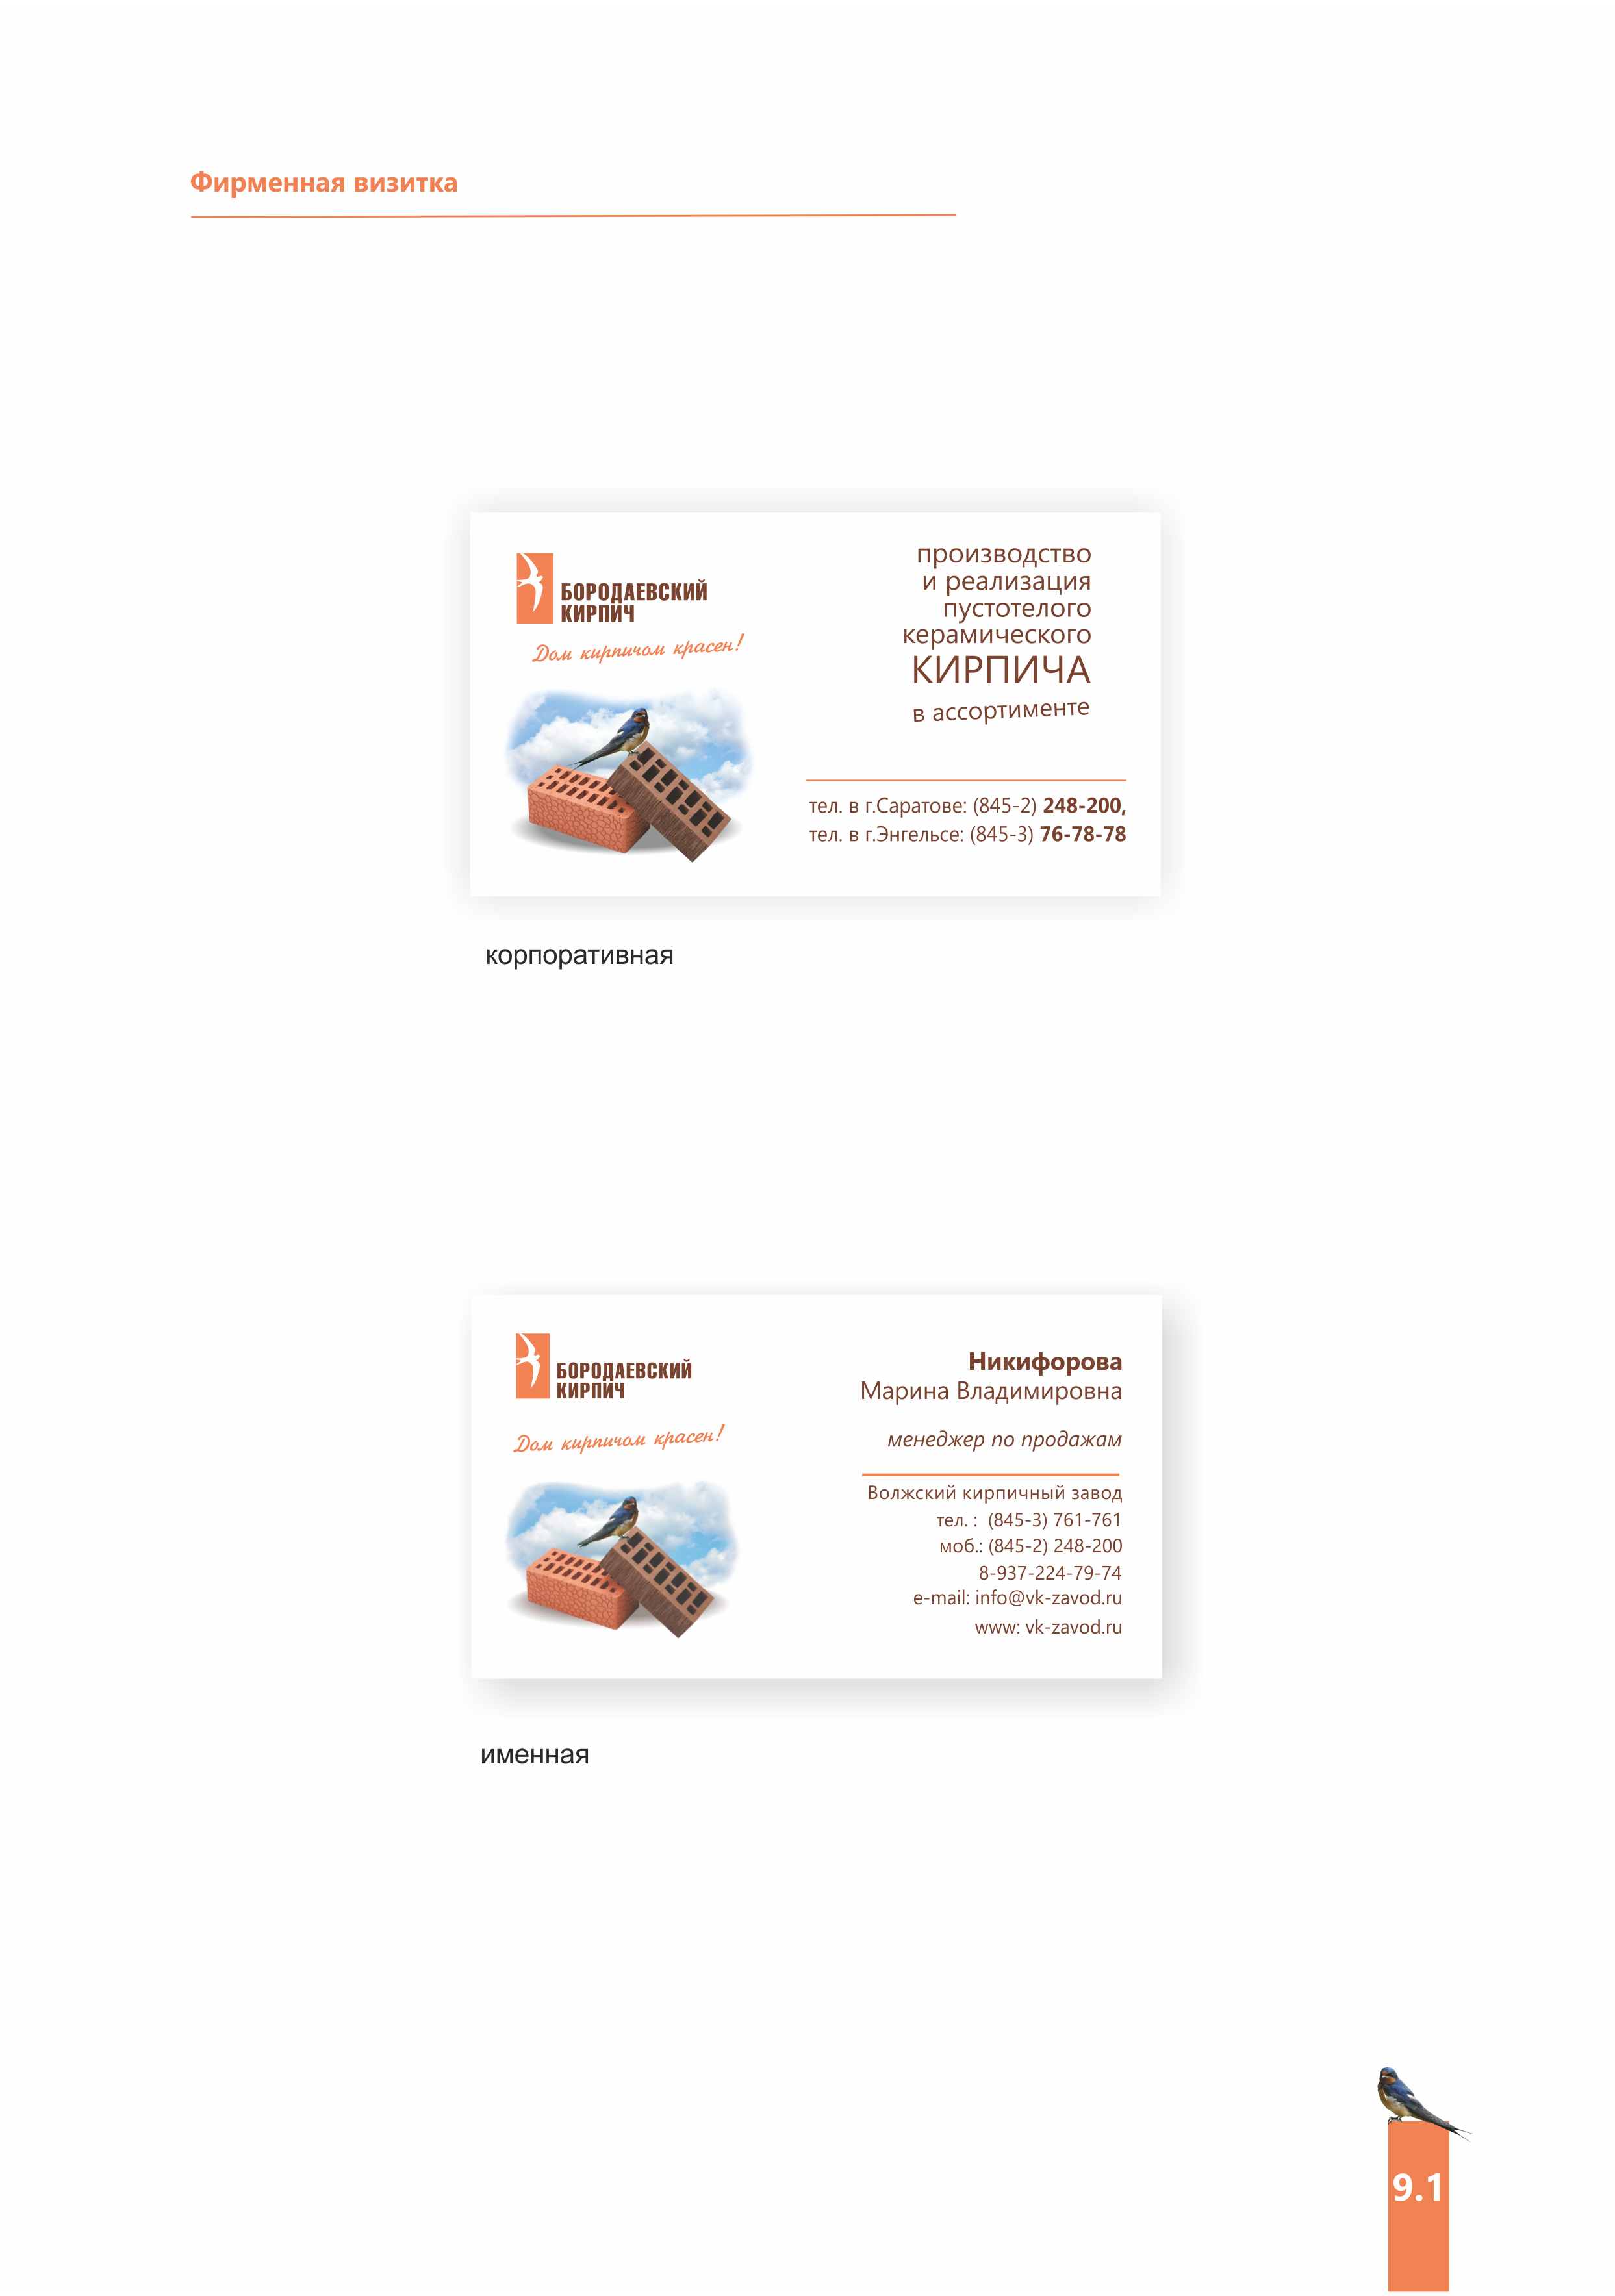 Фирменная визитка
БОРОДАЕВСКИЙ
КИРПИЧ
Дом кирпичом красен!
производство
и реализация
пустотелого
керамического
КИРПИЧА
в ассортименте
тел. в г.Саратове: (845-2) 248-200,
тел. в г.Энгельсе: (845-3) 76-78-78
корпоративная
БОРОДАЕВСКИЙ
КИРПИЧ
Дом кирпичом красен!
Никифорова
Марина Владимировна
менеджер по продажам
Волжский кирпичный завод
тел. : (845-3) 761-761
моб.: (845-2) 248-200
8-937-224-79-74
e-mail: info@vk-zavod.ru
www: vk-zavod.ru
именная
9.1